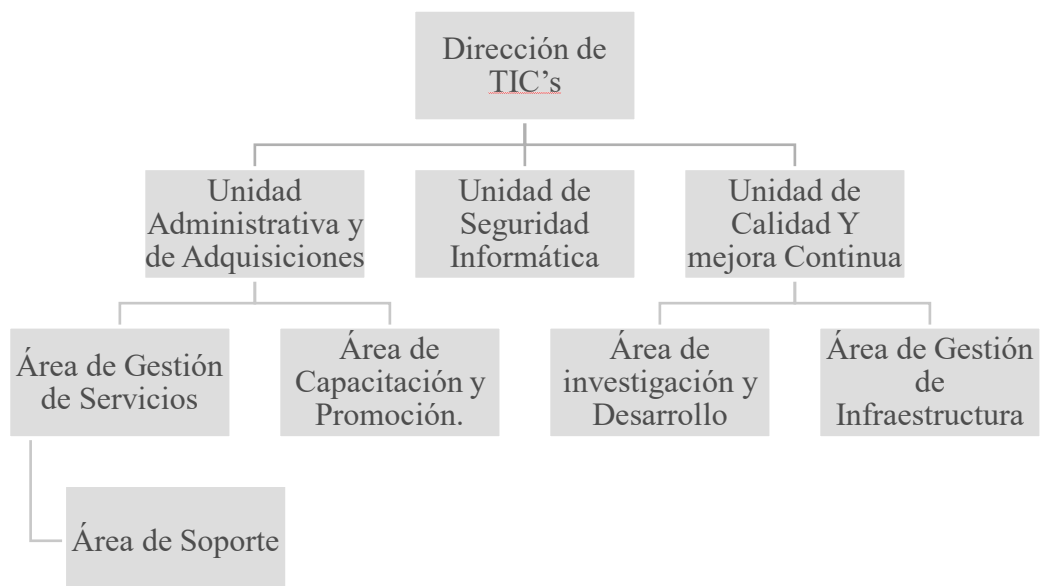 Dirección de
TIC’s
Unidad
Administrativa y
de Adquisiciones
Unidad de
Seguridad
Informática
Unidad de
Calidad Y
mejora Continua
Área de Gestión
de Servicios
Área de
Capacitación y
Promoción.
Área de
investigación y
Desarrollo
Área de Gestión
de
Infraestructura
Área de Soporte